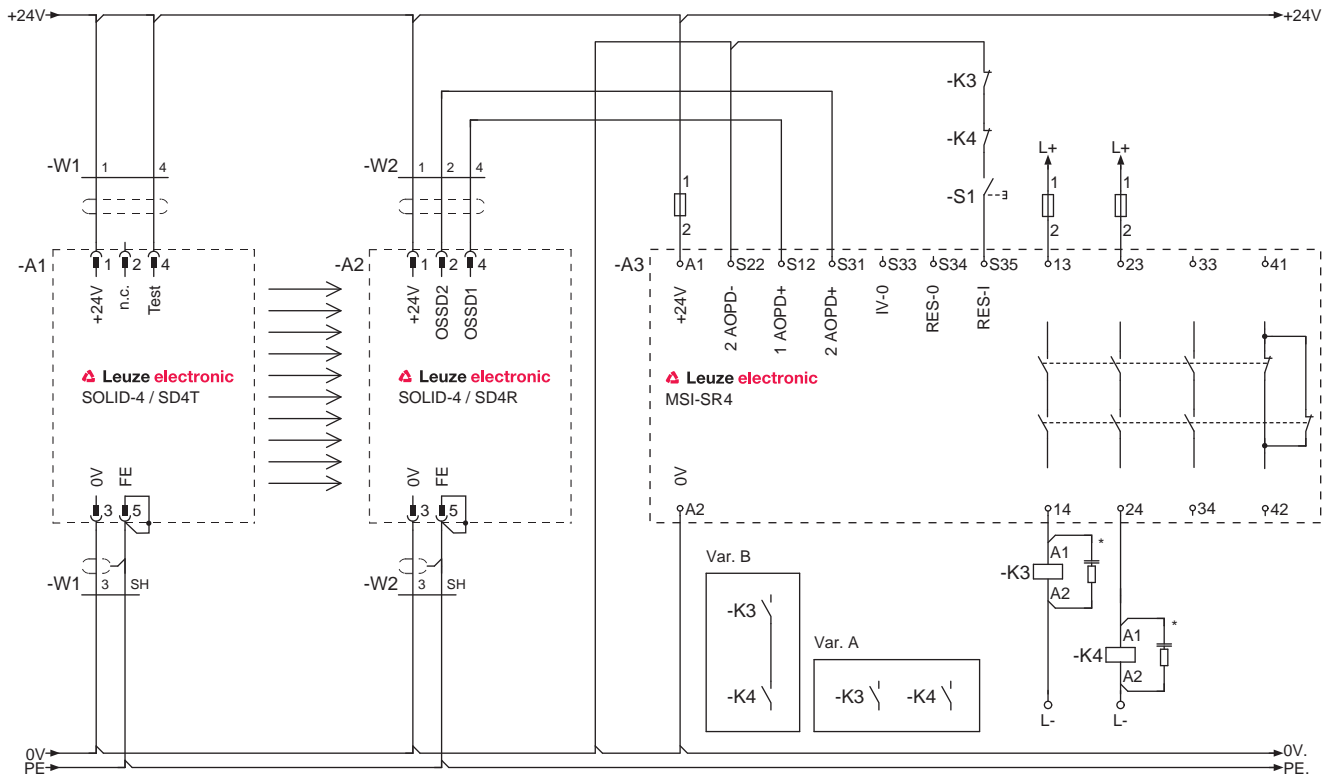 +24V
+24V
-K3
-K4
L+
L+
-W1 1 4
-W2 1 2 4
1
1
1
-S1
2
2
2
-A1 1 2 4
-A2 1 2 4
-A3 A1 S22 S12 S31 S33 S34 S35 13 23 33 41
+24V
n.c.
Test
+24V
OSSD2
OSSD1
+24V
2 AOPD-
1 AOPD+
2 AOPD+
IV-0
RES-0
RES-I
Leuze electronic
SOLID-4 / SD4T
Leuze electronic
SOLID-4 / SD4R
Leuze electronic
MSI-SR4
0V
FE
0V
FE
0V
3 5
3 5
A2 14 24 34 42
-W1 3 SH
-W2 3 SH
Var. B
-K3
-K4
Var. A
-K3 -K4
-K3 A1 A2 *
-K4 A1 A2 *
L-
L-
0V
0V.
PE
PE.